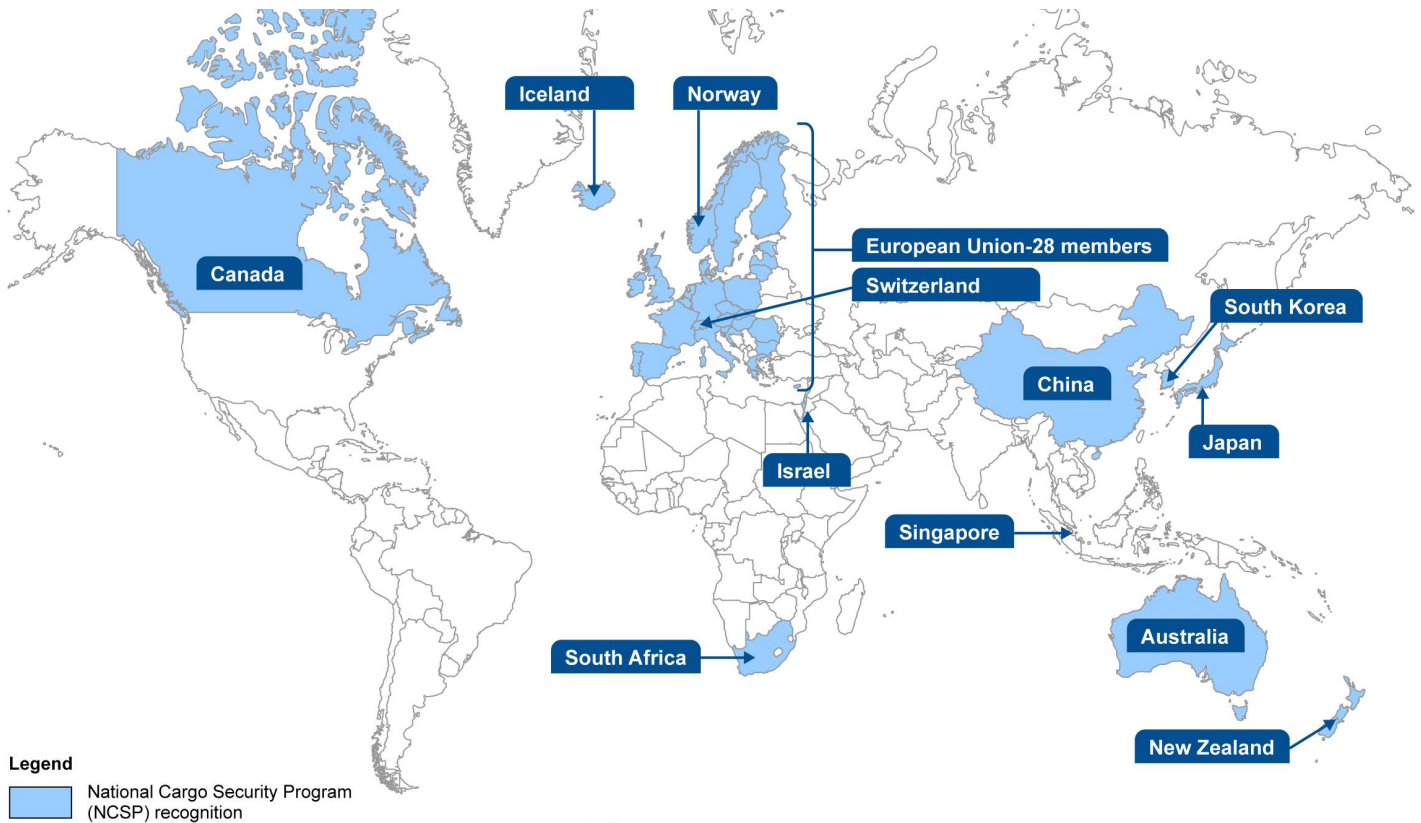 Iceland
Norway
European Union-28 members
Canada
Switzerland
South Korea
China
Japan
Israel
Singapore
Australia
South Africa
New Zealand
Legend
National Cargo Security Program
(NCSP) recognition